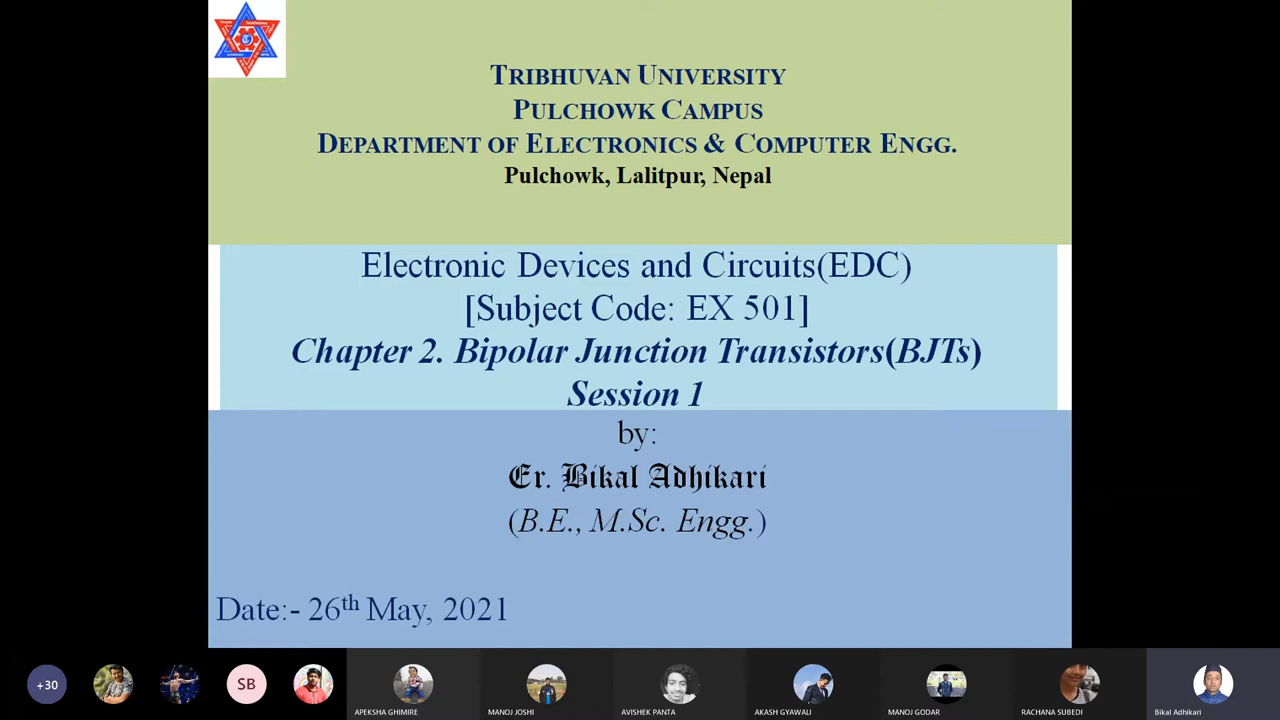 TRIBHUVAN UNIVERSITY
PULCHOWK CAMPUS
DEPARTMENT OF ELECTRONICS & COMPUTER ENGG.
Pulchowk, Lalitpur, Nepal
Electronic Devices and Circuits(EDC)
[Subject Code: EX 501]
Chapter 2. Bipolar Junction Transistors(BJTs)
Session 1
by:
Er. Bikal Adhikari
(B.E., M.Sc. Engg.)
Date:- 26th May, 2021
+30
SB
APEKSHA GHIMIRE
MANOJ JOSHI
AVISHEK PANTA
AKASH GYAWALI
MANOJ GODAR
RACHANA SUBEDI
Bikal Adhikari